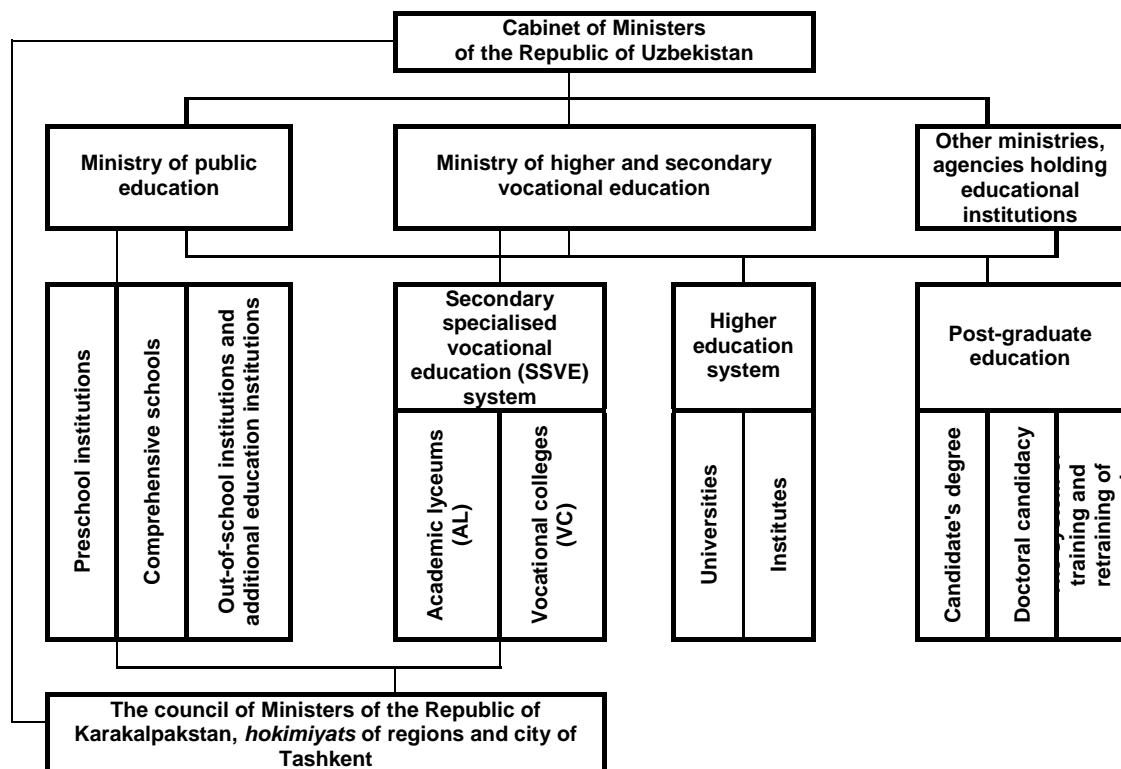 Cabinet of Ministers
of the Republic of Uzbekistan
Ministry of public
education
Ministry of higher and secondary
vocational education
Other ministries,
agencies holding
educational
institutions
Preschool institutions
Comprehensive schools
Out-of-school institutions and
additional education institutions
Secondary
specialised
vocational
education (SSVE)
system
Academic lyceums
(AL)
Vocational colleges
(VC)
Higher
education
system
Universities
Institutes
Post-graduate
education
Candidate's degree
Doctoral candidacy
training and
retraining of
The council of Ministers of the Republic of
Karakalpakstan, hokimiyats of regions and city of
Tashkent